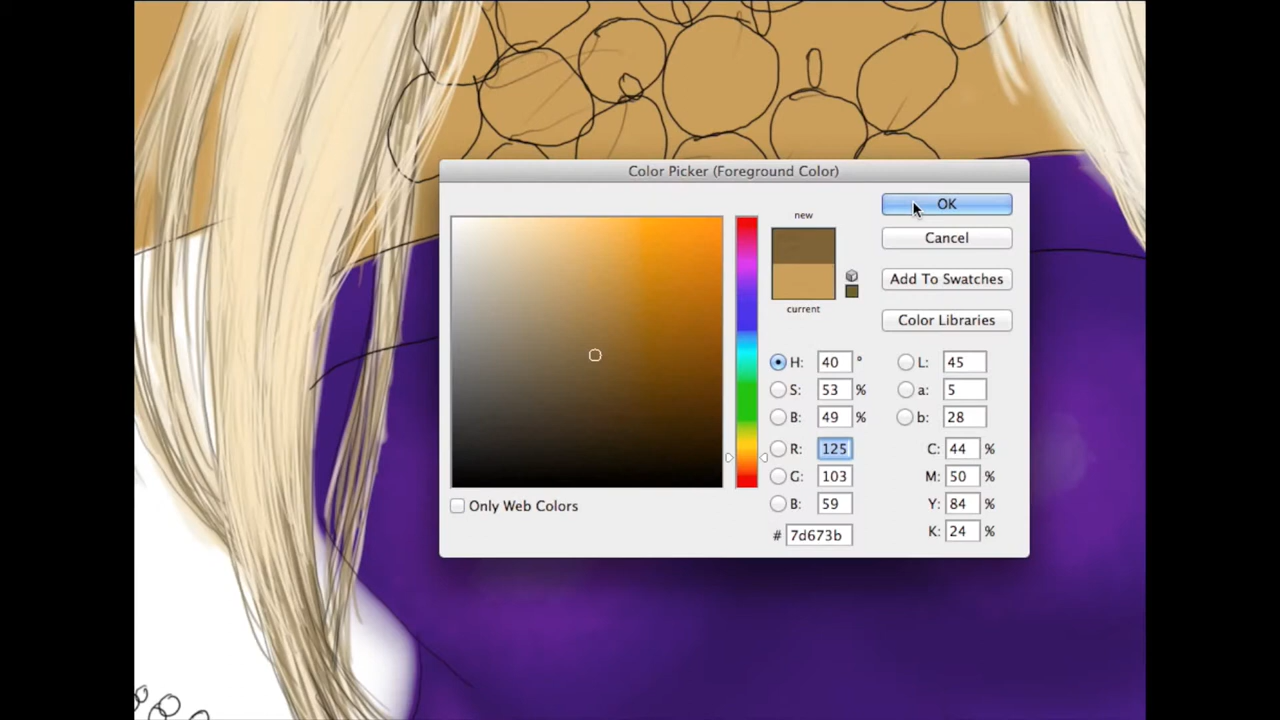 Color Picker (Foreground Color)
new
current
OK
Cancel
Add To Swatches
Color Libraries
H: 40 °
S: 53 %
B: 49 %
R: 125
G: 103
B: 59
# 7d673b
L: 45
a: 5
b: 28
C: 44 %
M: 50 %
Y: 84 %
K: 24 %
Only Web Colors